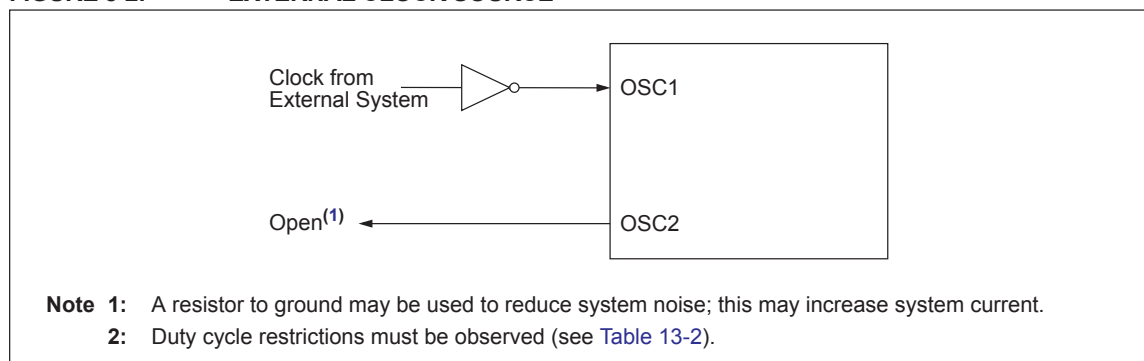 Clock from
External System
OSC1
Open(1)
OSC2
Note 1: A resistor to ground may be used to reduce system noise; this may increase system current.
2: Duty cycle restrictions must be observed (see Table 13-2).